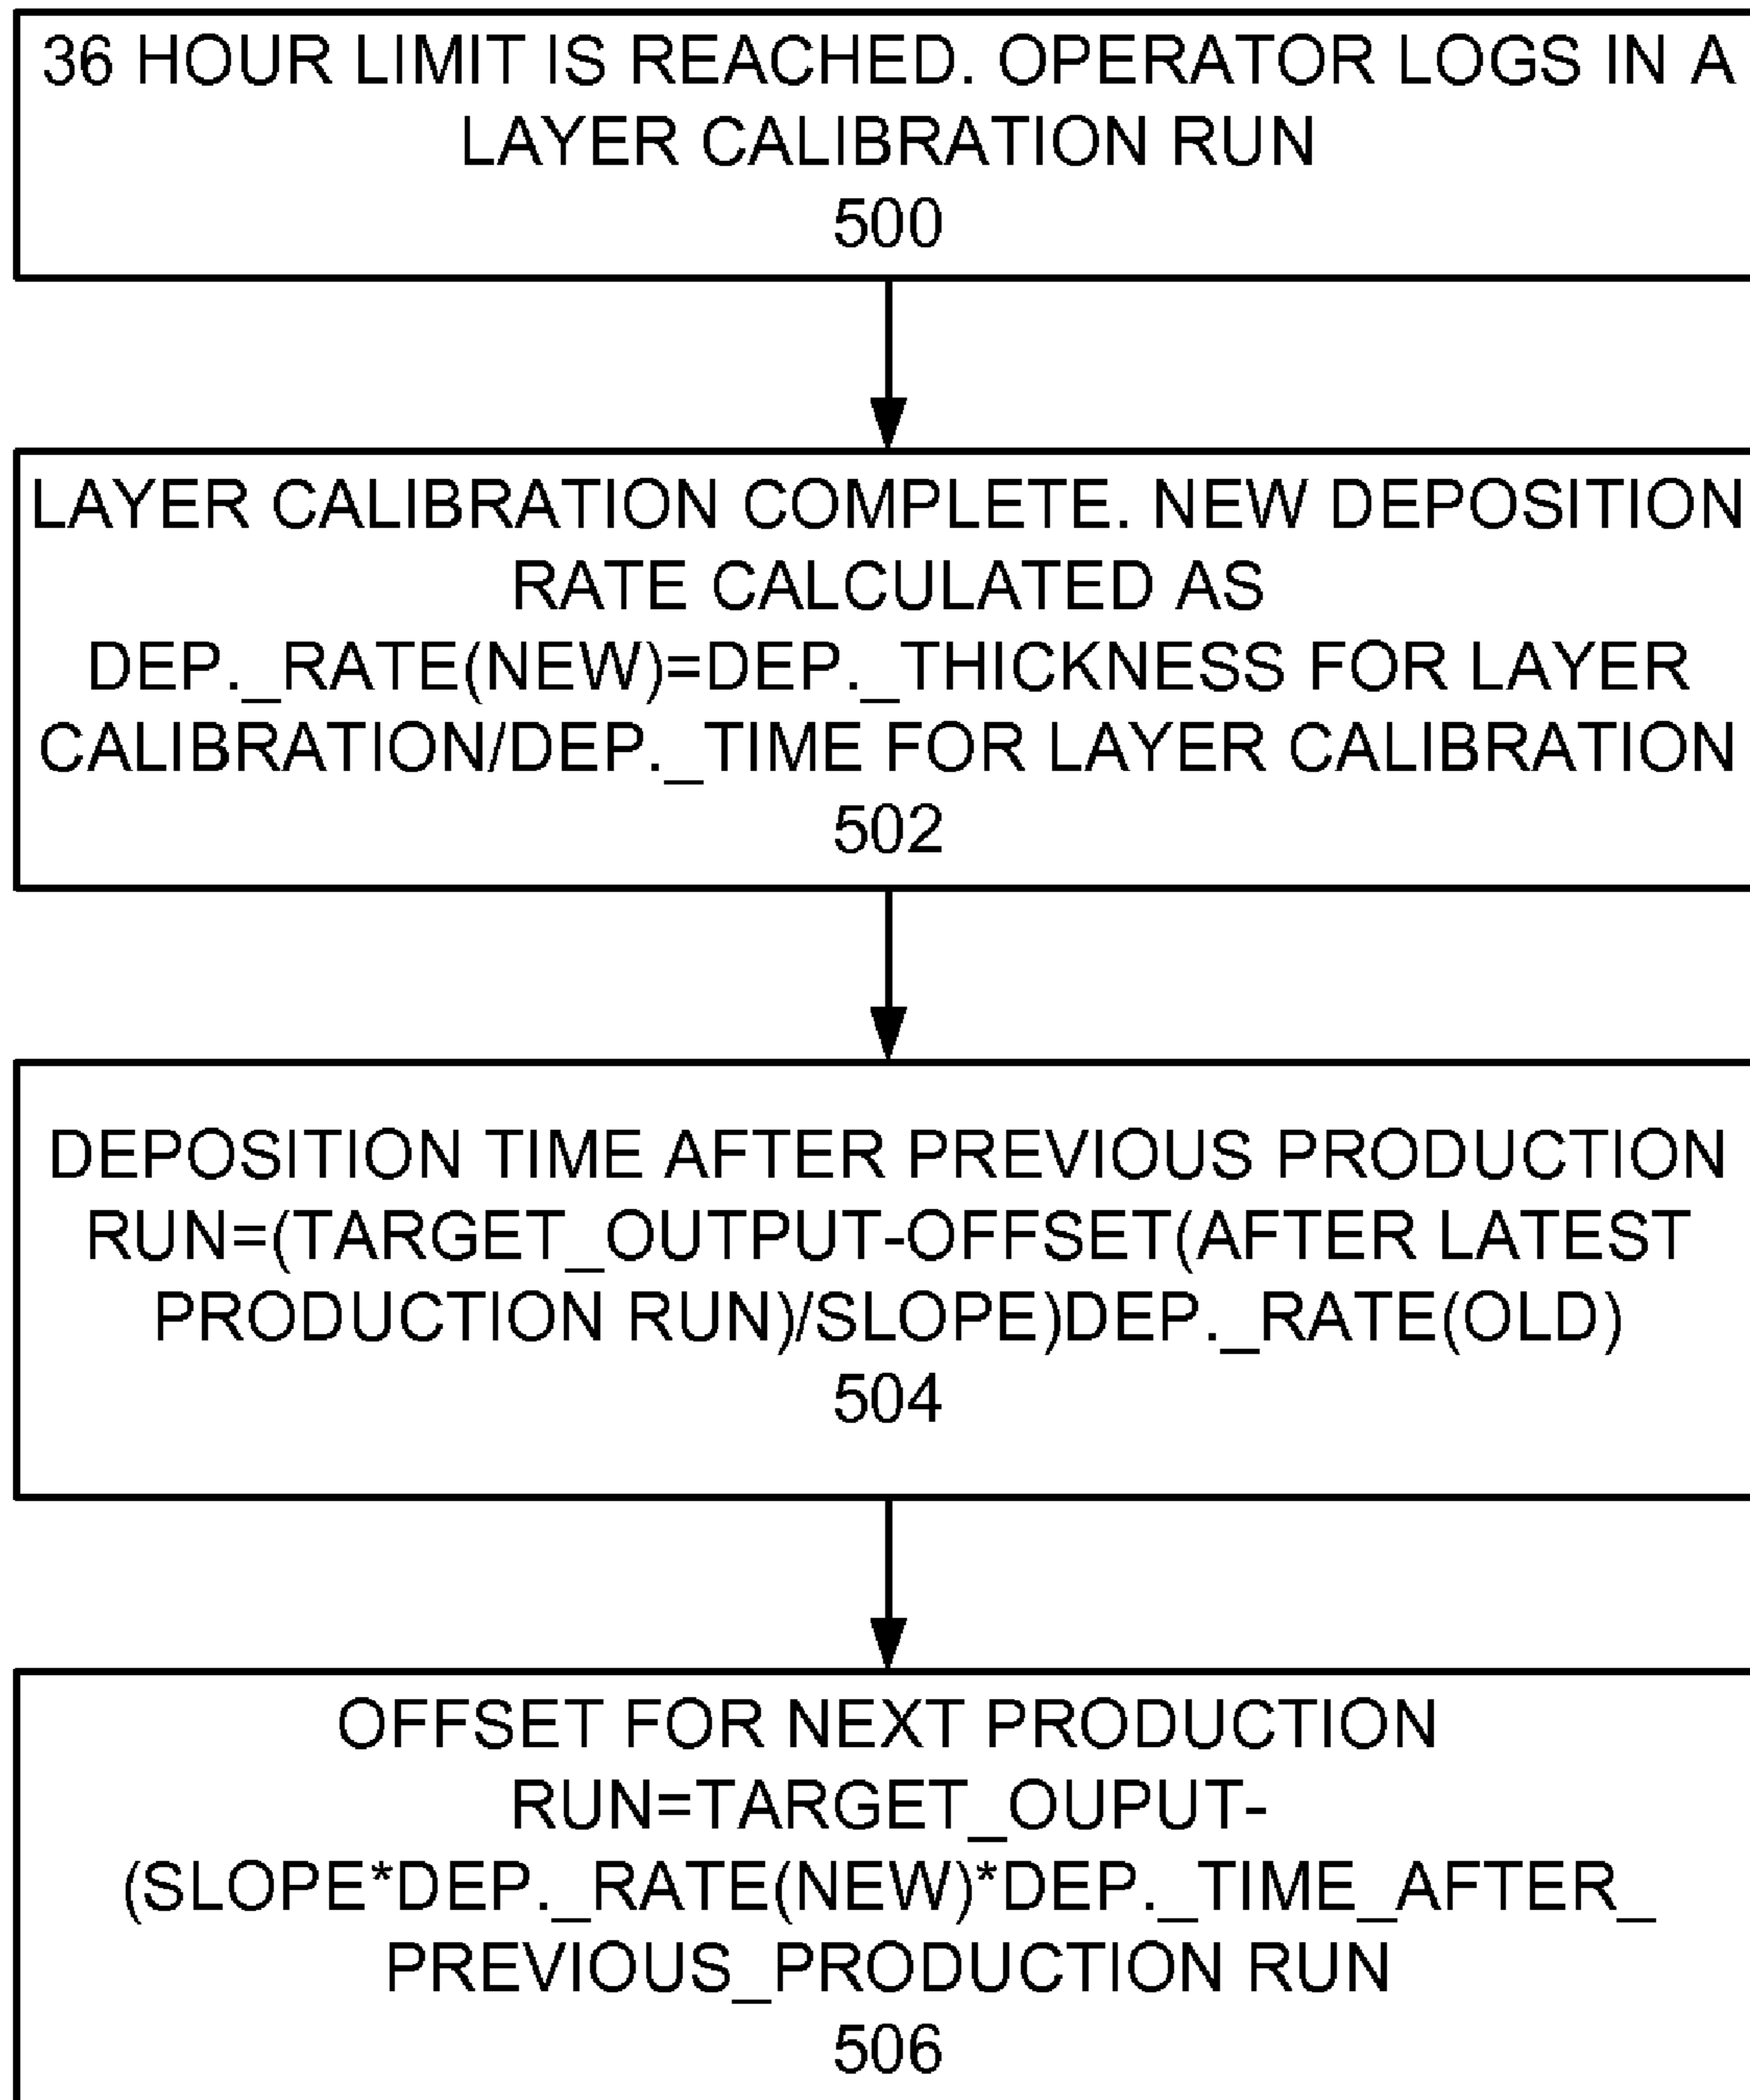 36 HOUR LIMIT IS REACHED. OPERATOR LOGS IN A
LAYER CALIBRATION RUN
500
LAYER CALIBRATION COMPLETE. NEW DEPOSITION
RATE CALCULATED AS
DEP._RATE(NEW)=DEP._THICKNESS FOR LAYER
CALIBRATION/DEP._TIME FOR LAYER CALIBRATION
502
DEPOSITION TIME AFTER PREVIOUS PRODUCTION
RUN=(TARGET_OUTPUT-OFFSET(AFTER LATEST
PRODUCTION RUN)/SLOPE)DEP._RATE(OLD)
504
OFFSET FOR NEXT PRODUCTION
RUN=TARGET_OUPUT-
(SLOPE*DEP._RATE(NEW)*DEP._TIME_AFTER_
PREVIOUS_PRODUCTION RUN
506